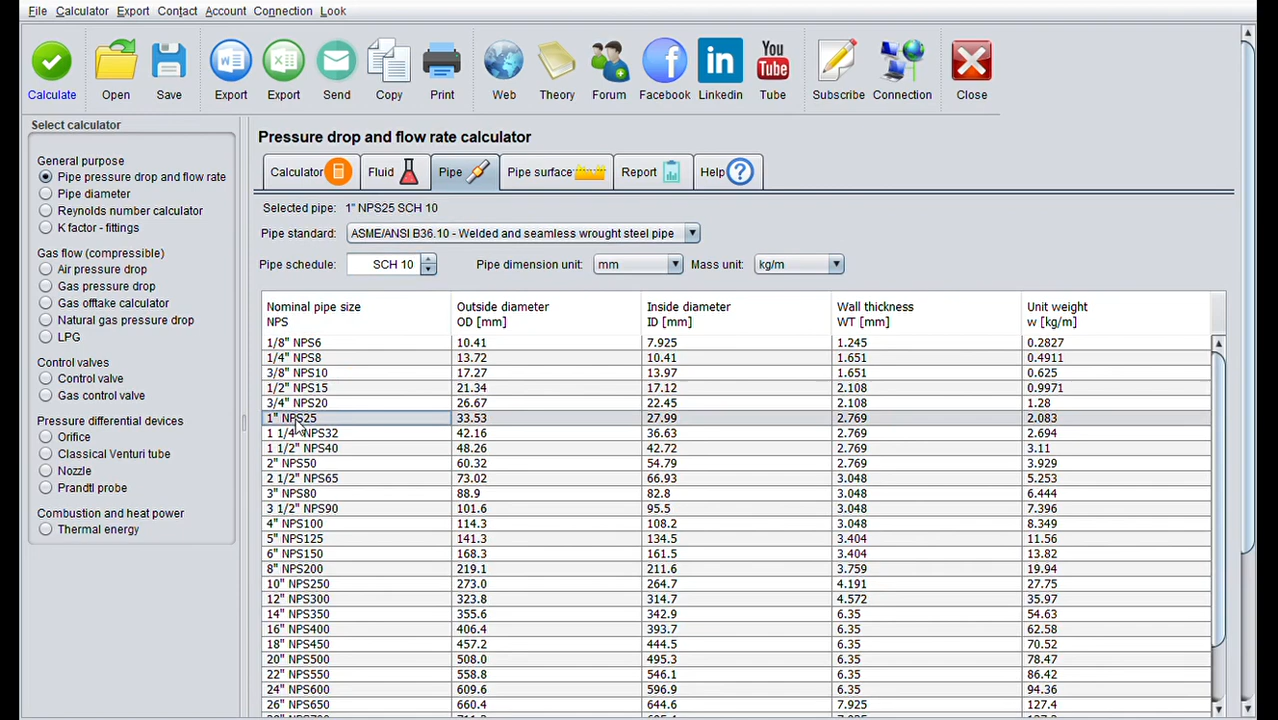 File Calculator Export Contact Account Connection Look
Calculate Open Save Export Export Send Copy Print Web Theory Forum Facebook Linkedin Tube Subscribe Connection Close
W X f in You
Select calculator
General purpose
Pipe pressure drop and flow rate
Pipe diameter
Reynolds number calculator
K factor - fittings
Gas flow (compressible)
Air pressure drop
Gas pressure drop
Gas offtake calculator
Natural gas pressure drop
LPG
Control valves
Control valve
Gas control valve
Pressure differential devices
Orifice
Classical Venturi tube
Nozzle
Prandtl probe
Combustion and heat power
Thermal energy
Pressure drop and flow rate calculator
Calculator Fluid Pipe Pipe surface Report Help ?
Selected pipe: 1" NPS25 SCH 10
Pipe standard: ASME/ANSI B36.10 - Welded and seamless wrought steel pipe
Pipe schedule: SCH 10 Pipe dimension unit: mm Mass unit: kg/m
Nominal pipe size Outside diameter Inside diameter Wall thickness Unit weight
NPS OD [mm] ID [mm] WT [mm] w [kg/m]
1/8" NPS6 10.41 7.925 1.245 0.2827
1/4" NPS8 13.72 10.41 1.651 0.4911
3/8" NPS10 17.27 13.97 1.651 0.625
1/2" NPS15 21.34 17.12 2.108 0.9971
3/4" NPS20 26.67 22.45 2.108 1.28
1" NPS25 33.53 27.99 2.769 2.083
1 1/4" NPS32 42.16 36.63 2.769 2.694
1 1/2" NPS40 48.26 42.72 2.769 3.11
2" NPS50 60.32 54.79 2.769 3.929
2 1/2" NPS65 73.02 66.93 3.048 5.253
3" NPS80 88.9 82.8 3.048 6.444
3 1/2" NPS90 101.6 95.5 3.048 7.396
4" NPS100 114.3 108.2 3.048 8.349
5" NPS125 141.3 134.5 3.404 11.56
6" NPS150 168.3 161.5 3.404 13.82
8" NPS200 219.1 211.6 3.759 19.94
10" NPS250 273.0 264.7 4.191 27.75
12" NPS300 323.8 314.7 4.572 35.97
14" NPS350 355.6 342.9 6.35 54.63
16" NPS400 406.4 393.7 6.35 62.58
18" NPS450 457.2 444.5 6.35 70.52
20" NPS500 508.0 495.3 6.35 78.47
22" NPS550 558.8 546.1 6.35 86.42
24" NPS600 609.6 596.9 6.35 94.36
26" NPS650 660.4 644.6 7.925 127.4